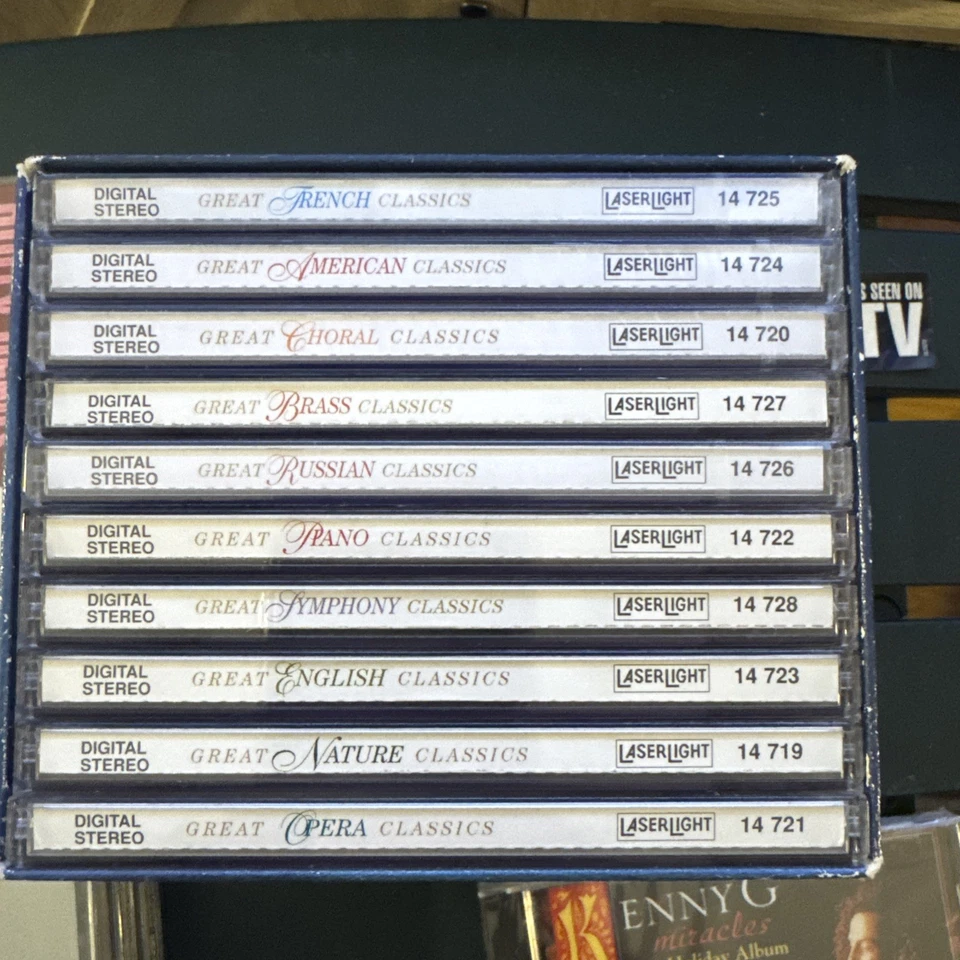 DIGITAL STEREO GREAT FRENCH CLASSICS LASERLIGHT 14 725
DIGITAL STEREO GREAT AMERICAN CLASSICS LASERLIGHT 14 724
DIGITAL STEREO GREAT CHORAL CLASSICS LASERLIGHT 14 720
DIGITAL STEREO GREAT BRASS CLASSICS LASERLIGHT 14 727
DIGITAL STEREO GREAT RUSSIAN CLASSICS LASERLIGHT 14 726
DIGITAL STEREO GREAT PIANO CLASSICS LASERLIGHT 14 722
DIGITAL STEREO GREAT SYMPHONY CLASSICS LASERLIGHT 14 728
DIGITAL STEREO GREAT ENGLISH CLASSICS LASERLIGHT 14 723
DIGITAL STEREO GREAT NATURE CLASSICS LASERLIGHT 14 719
DIGITAL STEREO GREAT OPERA CLASSICS LASERLIGHT 14 721
S SEEN ON
TV
KENNY G
miracles
Holiday Album